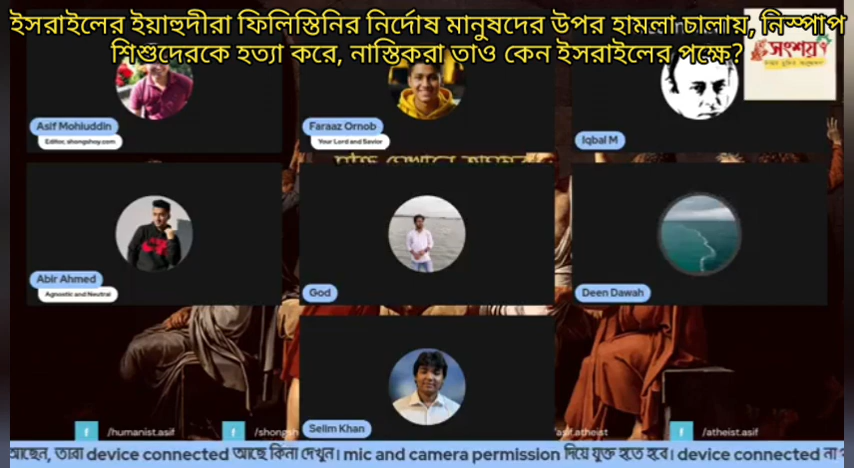 ইসরাইলের ইয়াহুদীরা ফিলিস্তিনির নির্দোষ মানুষদের উপর হামলা চালায়, নিস্পাপ
শিশুদেরকে হত্যা করে, নাস্তিকরা তাও কেন ইসরাইলের পক্ষে?
সংশয়
Asif Mohiuddin
Editor, shongshoy.com
Faraaz Ornob
Your Lord and Savior
Iqbal M
Abir Ahmed
Agnostic and Neutral
God
Deen Dawah
Selim Khan
/humanist.asif
/shongsh
asif.atheist
/atheist.asif
আছেন, তারা device connected আছে কিনা দেখুন। mic and camera permission দিয়ে যুক্ত হতে হবে। device connected না